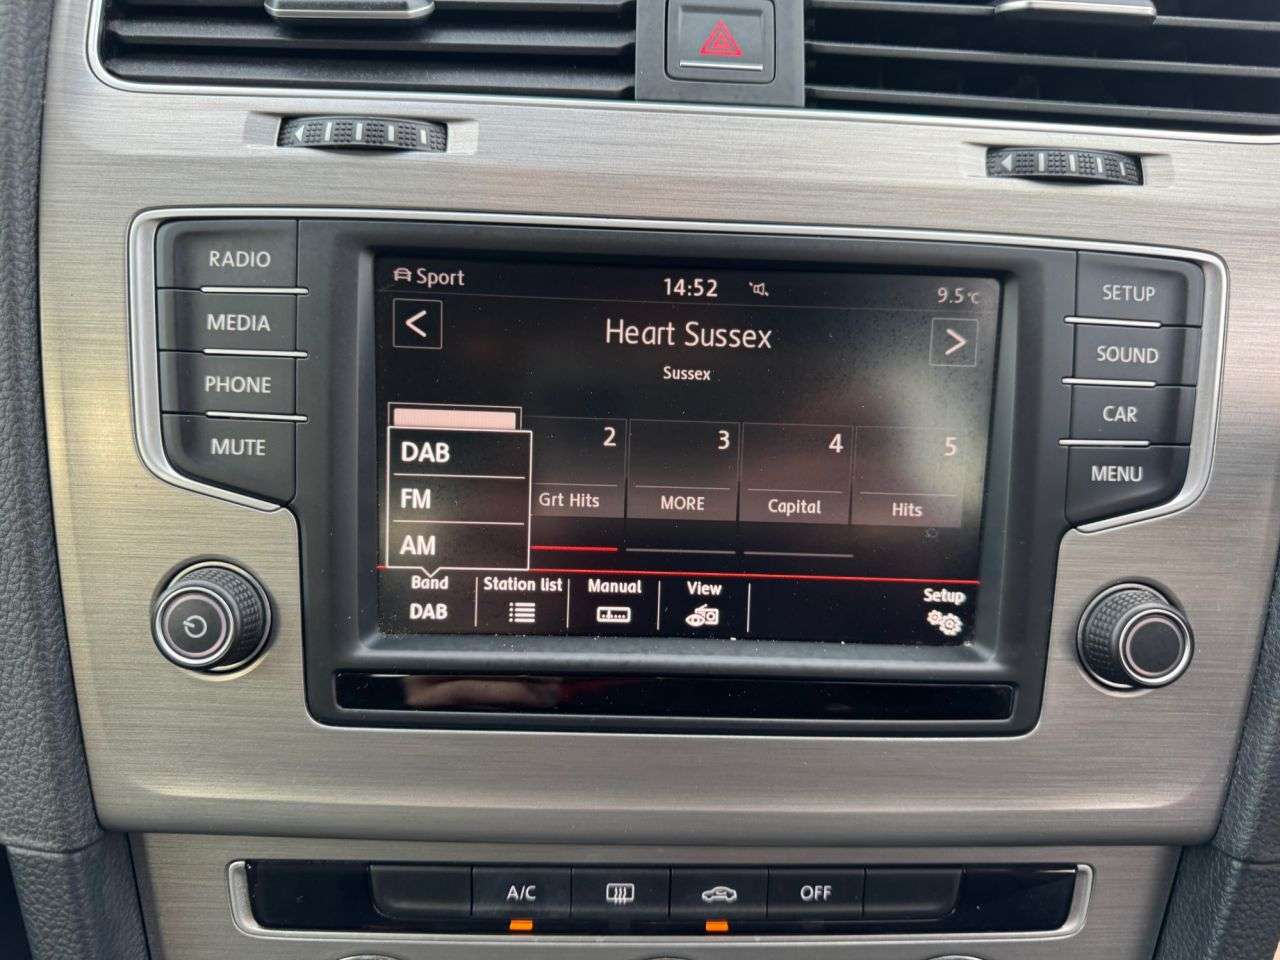 RADIO
MEDIA
PHONE
MUTE
Sport
14:52
9.5°C
<
Heart Sussex
>
Sussex
2
3
4
5
Grt Hits
MORE
Capital
Hits
DAB
FM
AM
Band
DAB
Station list
Manual
View
Setup
SETUP
SOUND
CAR
MENU
A/C
OFF